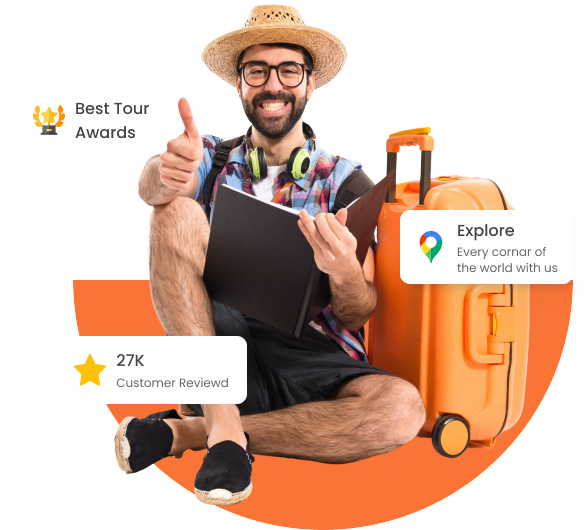 Best Tour
Awards
Explore
Every cornar of
the world with us
27K
Customer Reviewd